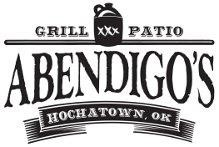 GRILL XXX PATIO
ABENDIGO'S
HOCHATOWN, OK